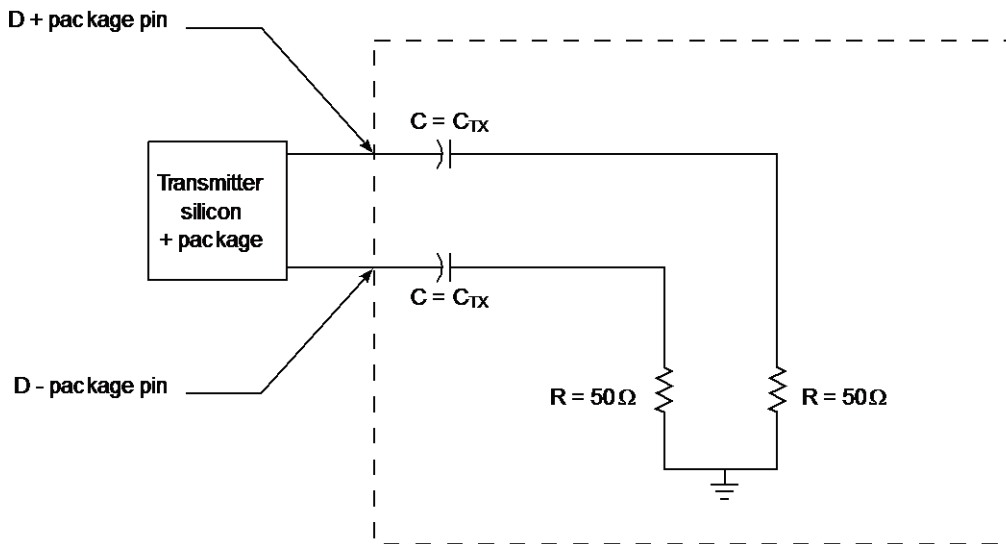 D + package pin
C = CTX
Transmitter
silicon
+ package
C = CTX
D - package pin
R = 50Ω
R = 50Ω